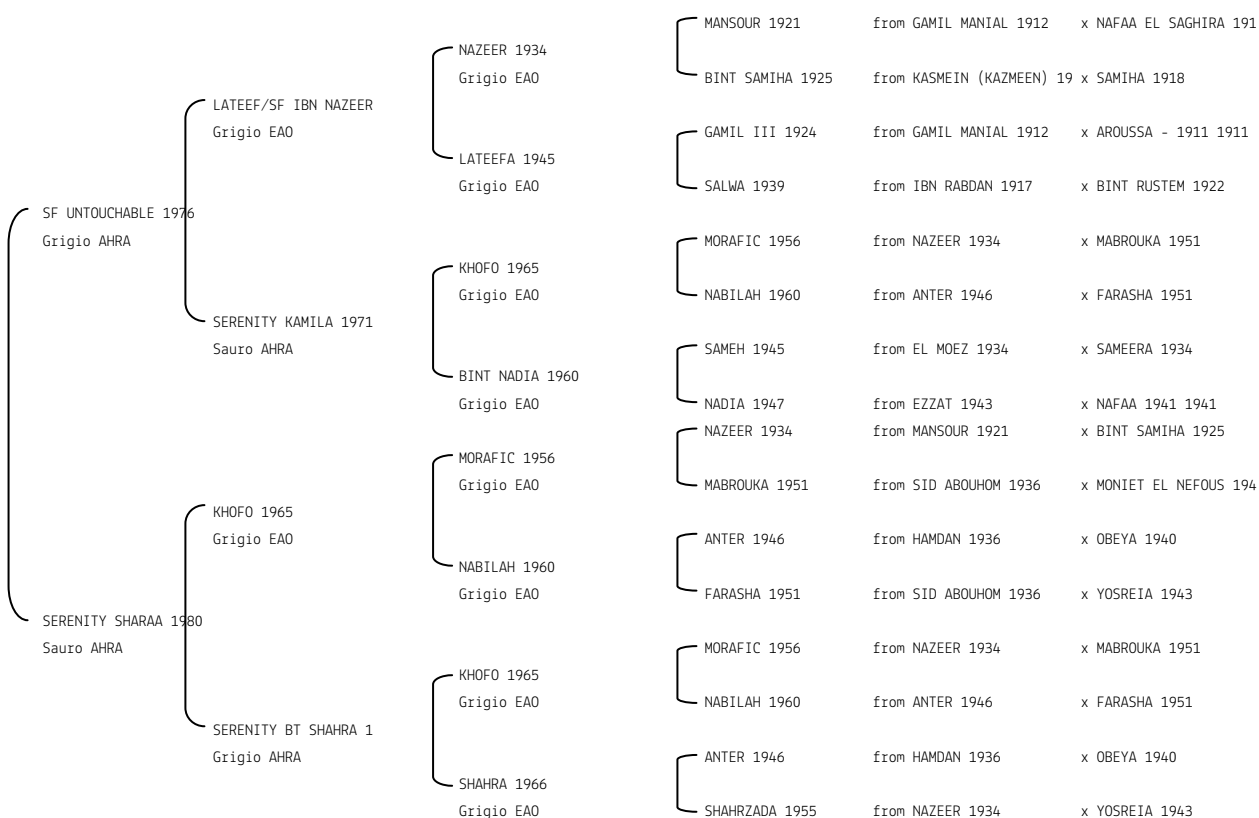 MANSOUR 1921 from GAMIL MANIAL 1912 x NAFAA EL SAGHIRA 191
NAZEER 1934
Grigio EAO BINT SAMIHA 1925 from KASMEIN (KAZMEEN) 19 x SAMIHA 1918
LATEEF/SF IBN NAZEER
Grigio EAO GAMIL III 1924 from GAMIL MANIAL 1912 x AROUSSA - 1911 1911
LATEEFA 1945
Grigio EAO SALWA 1939 from IBN RABDAN 1917 x BINT RUSTEM 1922
SF UNTOUCHABLE 1976
Grigio AHRA MORAFIC 1956 from NAZEER 1934 x MABROUKA 1951
KHOFO 1965
Grigio EAO NABILAH 1960 from ANTER 1946 x FARASHA 1951
SERENITY KAMILA 1971
Sauro AHRA SAMEH 1945 from EL MOEZ 1934 x SAMEERA 1934
BINT NADIA 1960
Grigio EAO NADIA 1947 from EZZAT 1943 x NAFAA 1941 1941
NAZEER 1934 from MANSOUR 1921 x BINT SAMIHA 1925
MORAFIC 1956
Grigio EAO MABROUKA 1951 from SID ABOUHOM 1936 x MONIET EL NEFOUS 194
KHOFO 1965
Grigio EAO ANTER 1946 from HAMDAN 1936 x OBEYA 1940
NABILAH 1960
Grigio EAO FARASHA 1951 from SID ABOUHOM 1936 x YOSREIA 1943
SERENITY SHARAA 1980
Sauro AHRA MORAFIC 1956 from NAZEER 1934 x MABROUKA 1951
KHOFO 1965
Grigio EAO NABILAH 1960 from ANTER 1946 x FARASHA 1951
SERENITY BT SHAHRA 1
Grigio AHRA ANTER 1946 from HAMDAN 1936 x OBEYA 1940
SHAHRA 1966
Grigio EAO SHAHRZADA 1955 from NAZEER 1934 x YOSREIA 1943